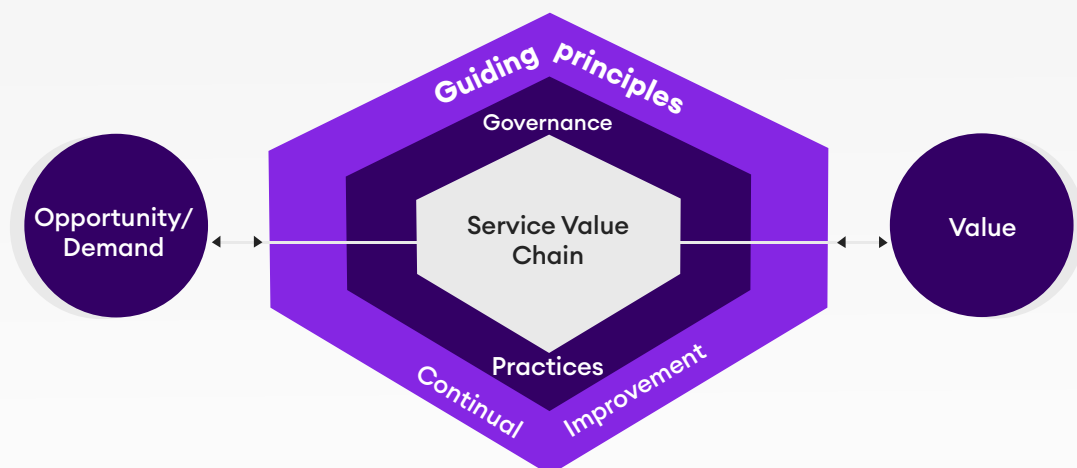 Guiding principles
Governance
Opportunity/
Demand
Service Value
Chain
Value
Practices
Continual Improvement